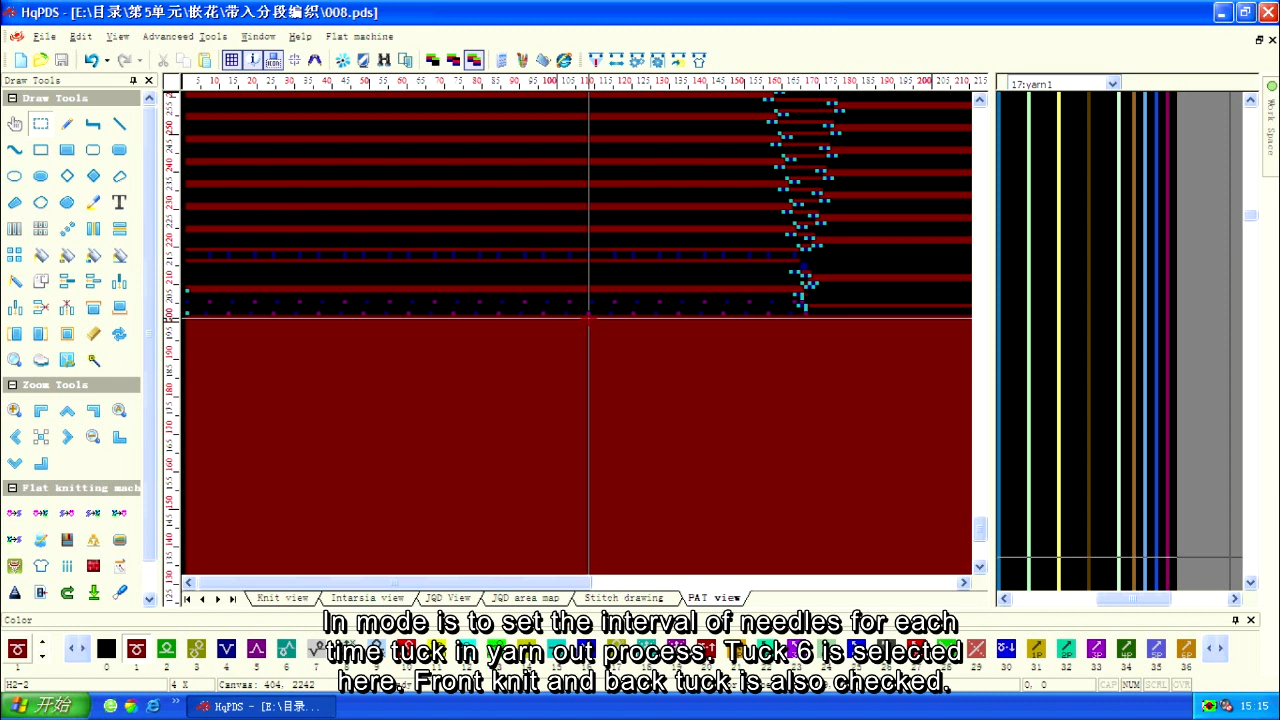 HqPDS - [E:\目录\第5单元\嵌花\带入分段编织\008.pds]
File Edit View Advanced Tools Window Help Flat machine
Draw Tools
17:yarn1
Draw Tools
Work Space
Zoom Tools
Flat knitting mach
Knit view Intarsia view JQD View JQD area map Stitch drawing PAT view
Color
In mode is to set the interval of needles for each
time tuck in yarn out process. Tuck 6 is selected
here. Front knit and back tuck is also checked.
H2-2 4 X Canvas: 404, 2242 0, 0 CAP NUM SCRL OVR
开始 HqPDS - [E:\目录... 15:15